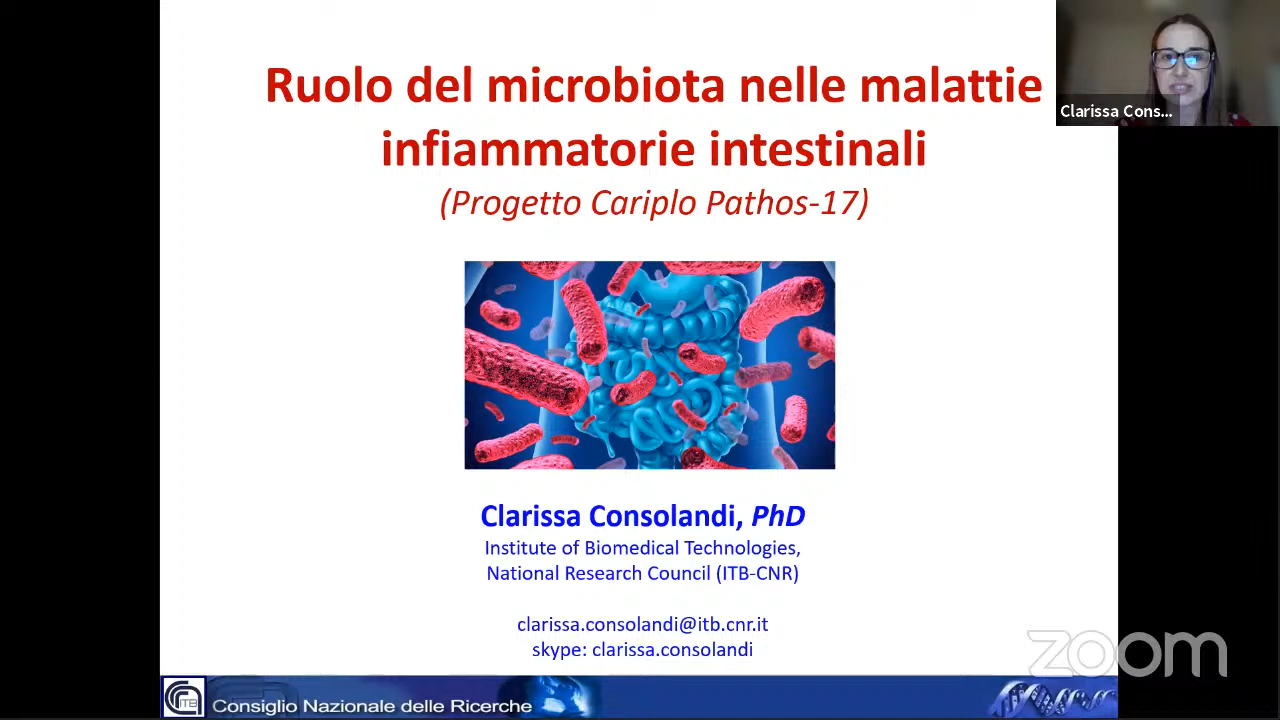 Ruolo del microbiota nelle malattie
infiammatorie intestinali
(Progetto Cariplo Pathos-17)
Clarissa Cons...
Clarissa Consolandi, PhD
Institute of Biomedical Technologies,
National Research Council (ITB-CNR)
clarissa.consolandi@itb.cnr.it
skype: clarissa.consolandi
ITB
Consiglio Nazionale delle Ricerche
zoom